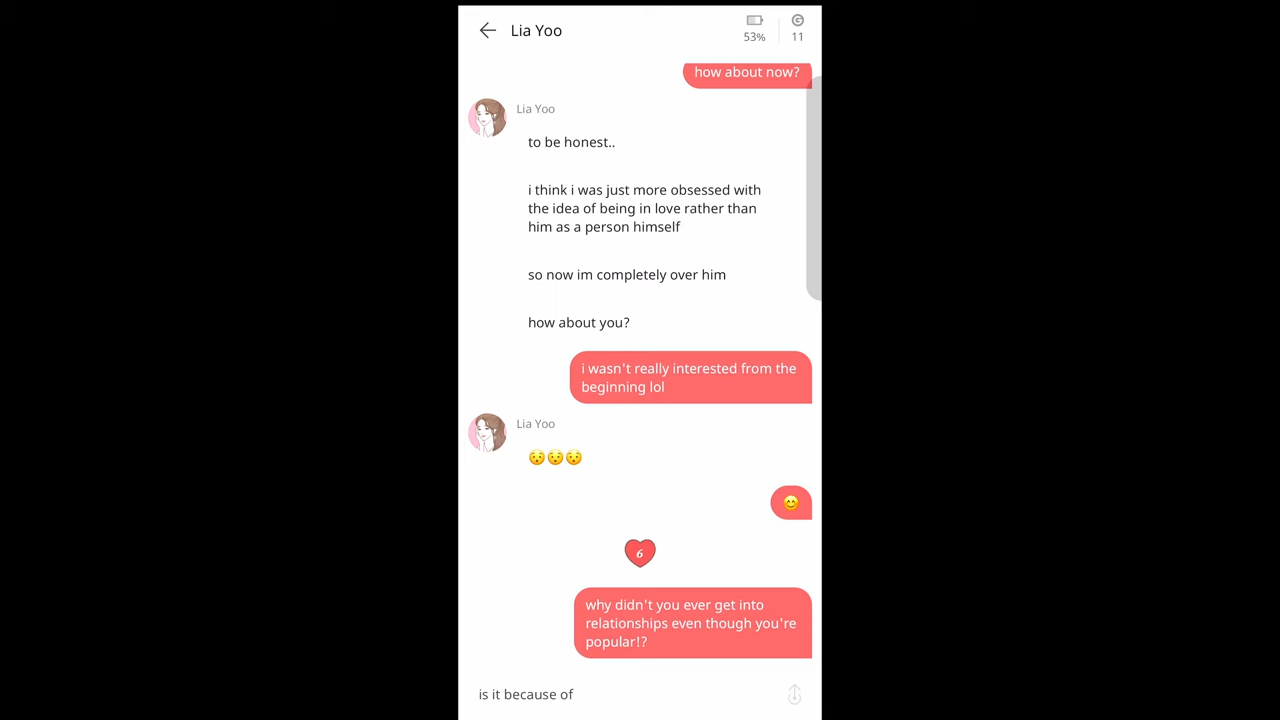 Lia Yoo
53%
11
how about now?
Lia Yoo
to be honest..
i think i was just more obsessed with
the idea of being in love rather than
him as a person himself
so now im completely over him
how about you?
i wasn't really interested from the
beginning lol
Lia Yoo
😯😯😯
😊
6
why didn't you ever get into
relationships even though you're
popular!?
is it because of